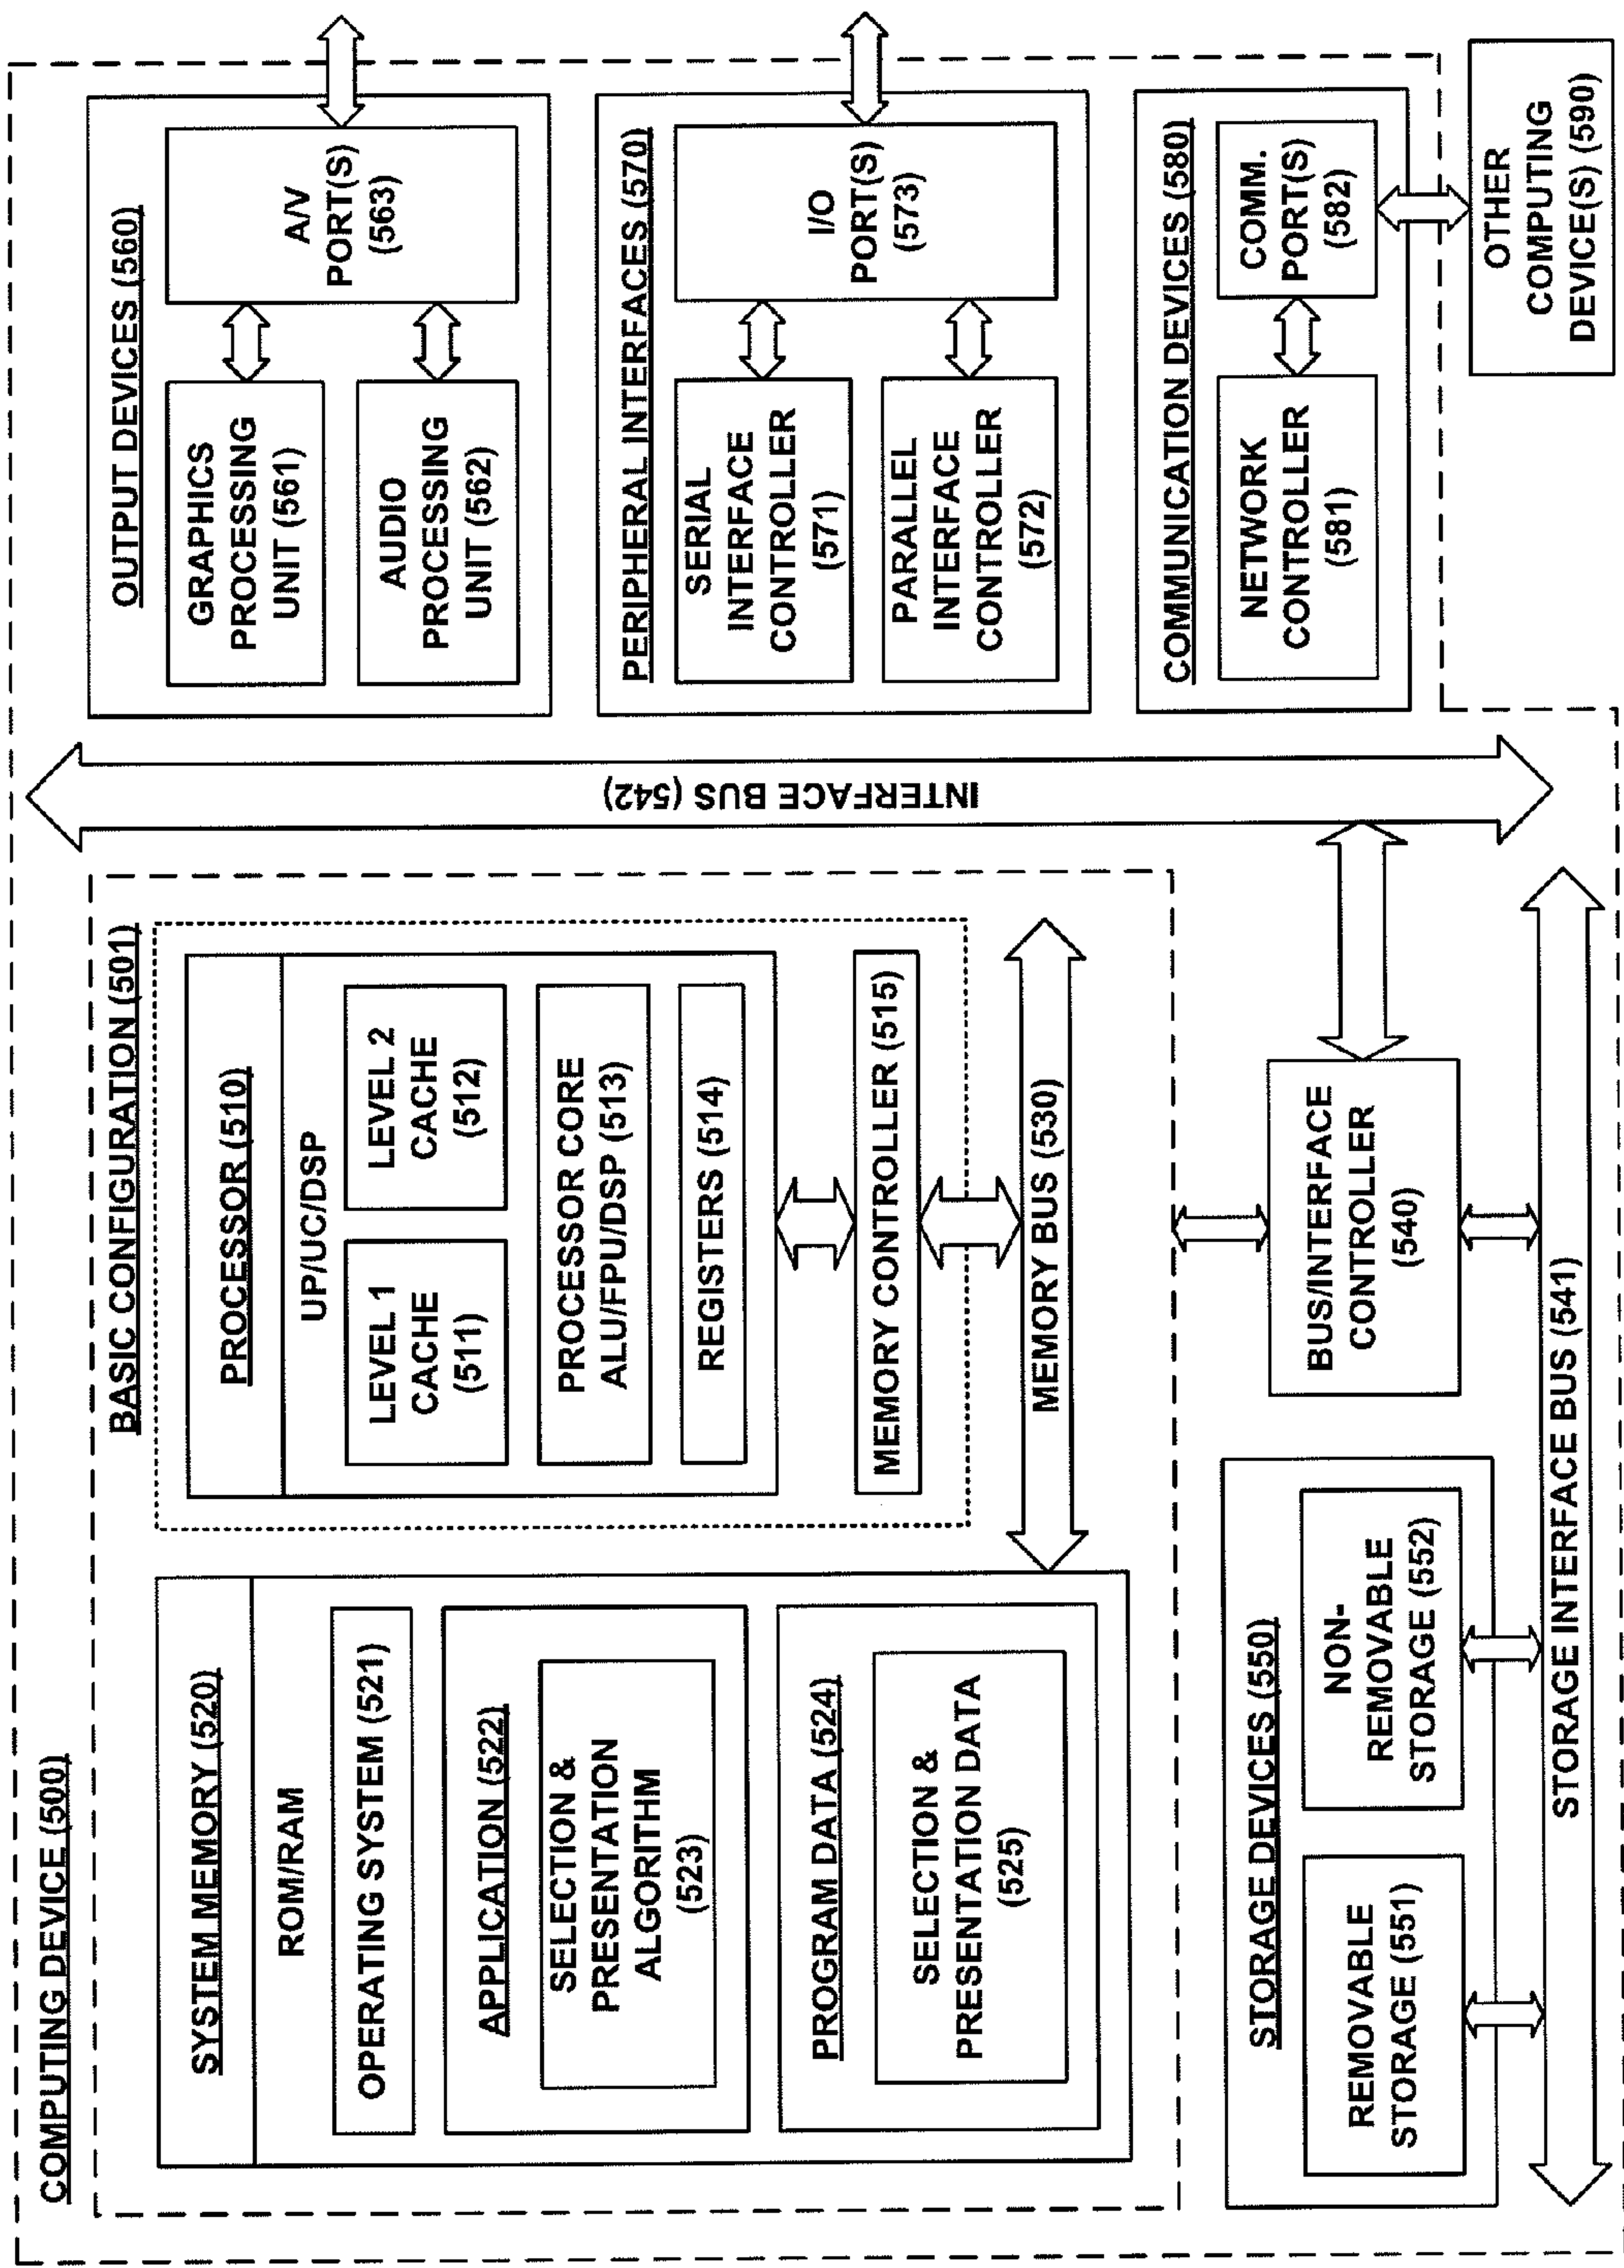 COMPUTING DEVICE (500)
BASIC CONFIGURATION (501)
SYSTEM MEMORY (520)
ROM/RAM
OPERATING SYSTEM (521)
APPLICATION (522)
SELECTION &
PRESENTATION
ALGORITHM
(523)
PROGRAM DATA (524)
SELECTION &
PRESENTATION DATA
(525)
PROCESSOR (510)
UP/UC/DSP
LEVEL 1
CACHE
(511)
LEVEL 2
CACHE
(512)
PROCESSOR CORE
ALU/FPU/DSP (513)
REGISTERS (514)
MEMORY CONTROLLER (515)
MEMORY BUS (530)
BUS/INTERFACE
CONTROLLER
(540)
STORAGE DEVICES (550)
REMOVABLE
STORAGE (551)
NON-
REMOVABLE
STORAGE (552)
STORAGE INTERFACE BUS (541)
INTERFACE BUS (542)
OUTPUT DEVICES (560)
GRAPHICS
PROCESSING
UNIT (561)
AUDIO
PROCESSING
UNIT (562)
A/V
PORT(S)
(563)
PERIPHERAL INTERFACES (570)
SERIAL
INTERFACE
CONTROLLER
(571)
PARALLEL
INTERFACE
CONTROLLER
(572)
I/O
PORT(S)
(573)
COMMUNICATION DEVICES (580)
NETWORK
CONTROLLER
(581)
COMM.
PORT(S)
(582)
OTHER
COMPUTING
DEVICE(S) (590)